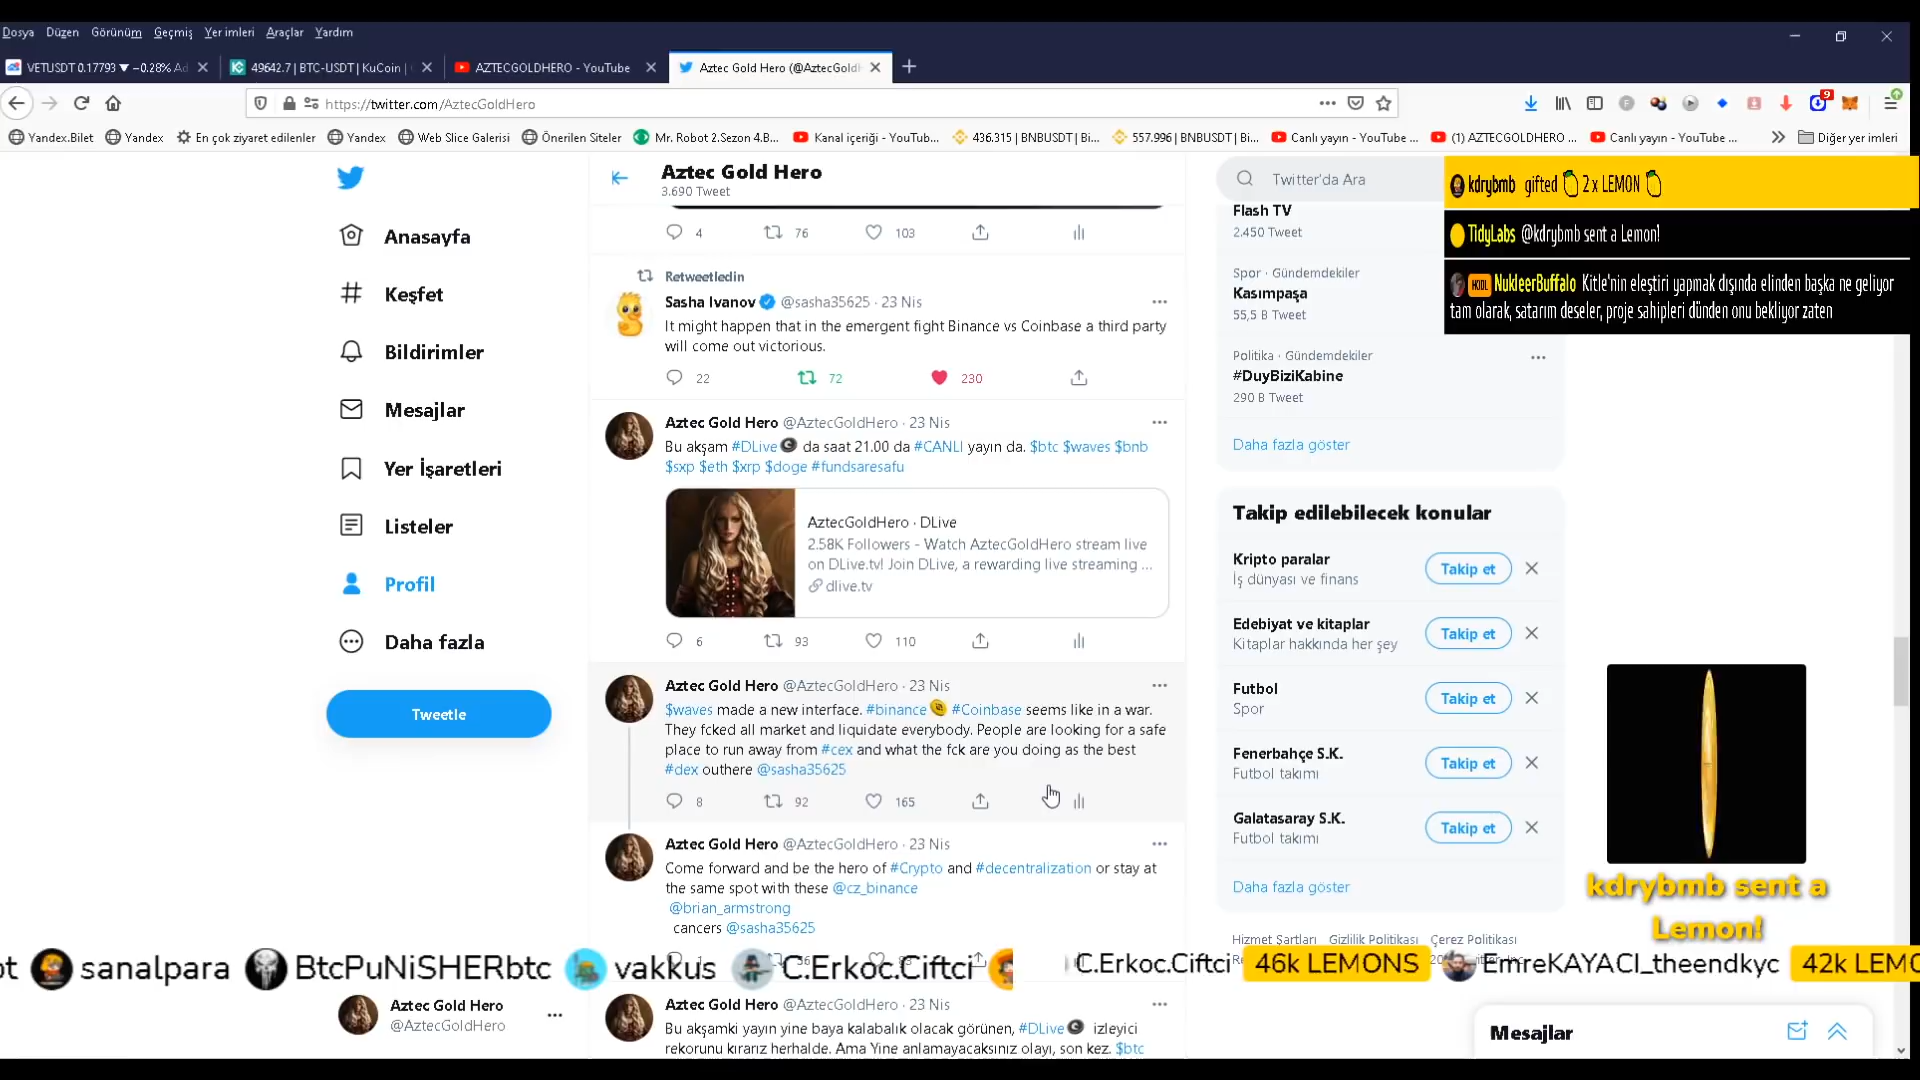 Dosya Düzen Görünüm Geçmiş Yer imleri Araçlar Yardım
VETUSDT 0.17793 ▼ −0.28% Ad
49642.7 | BTC-USDT | KuCoin |
AZTECGOLDHERO - YouTube
Aztec Gold Hero (@AztecGoldH
https://twitter.com/AztecGoldHero
9
Yandex.Bilet Yandex En çok ziyaret edilenler Yandex Web Slice Galerisi Önerilen Siteler Mr. Robot 2.Sezon 4.B... Kanal içeriği - YouTub... 436.315 | BNBUSDT | Bi... 557.996 | BNBUSDT | Bi... Canlı yayın - YouTube ... (1) AZTECGOLDHERO ... Canlı yayın - YouTube ... Diğer yer imleri
Anasayfa
Keşfet
Bildirimler
Mesajlar
Yer İşaretleri
Listeler
Profil
Daha fazla
Tweetle
Aztec Gold Hero
@AztecGoldHero
Aztec Gold Hero
3.690 Tweet
4 76 103
Retweetledin
Sasha Ivanov @sasha35625 · 23 Nis
It might happen that in the emergent fight Binance vs Coinbase a third party
will come out victorious.
22 72 230
Aztec Gold Hero @AztecGoldHero · 23 Nis
Bu akşam #DLive da saat 21.00 da #CANLI yayın da. $btc $waves $bnb
$sxp $eth $xrp $doge #fundsaresafu
AztecGoldHero · DLive
2.58K Followers - Watch AztecGoldHero stream live
on DLive.tv! Join DLive, a rewarding live streaming ...
dlive.tv
6 93 110
Aztec Gold Hero @AztecGoldHero · 23 Nis
$waves made a new interface. #binance #Coinbase seems like in a war.
They fcked all market and liquidate everybody. People are looking for a safe
place to run away from #cex and what the fck are you doing as the best
#dex outhere @sasha35625
8 92 165
Aztec Gold Hero @AztecGoldHero · 23 Nis
Come forward and be the hero of #Crypto and #decentralization or stay at
the same spot with these @cz_binance
@brian_armstrong
cancers @sasha35625
Aztec Gold Hero @AztecGoldHero · 23 Nis
Bu akşamki yayın yine baya kalabalık olacak görünen, #DLive izleyici
rekorunu kırarız herhalde. Ama Yine anlamayacaksınız olayı, son kez. $btc
Twitter'da Ara
Flash TV
2.450 Tweet
Spor · Gündemdekiler
Kasımpaşa
55,5 B Tweet
Politika · Gündemdekiler
#DuyBiziKabine
290 B Tweet
Daha fazla göster
Takip edilebilecek konular
Kripto paralar
İş dünyası ve finans
Takip et
Edebiyat ve kitaplar
Kitaplar hakkında her şey
Takip et
Futbol
Spor
Takip et
Fenerbahçe S.K.
Futbol takımı
Takip et
Galatasaray S.K.
Futbol takımı
Takip et
Daha fazla göster
Hizmet Şartları Gizlilik Politikası Çerez Politikası
Mesajlar
kdrybmb gifted 2 x LEMON
TidyLabs @kdrybmb sent a Lemon!
HODL NukleerBuffalo Kitle'nin eleştiri yapmak dışında elinden başka ne geliyor
tam olarak, satarım deseler, proje sahipleri dünden onu bekliyor zaten
kdrybmb sent a
Lemon!
ot sanalpara BtcPuNiSHERbtc vakkus C.Erkoc.Ciftci
C.Erkoc.Ciftci 46k LEMONS EmreKAYACI_theendkyc 42k LEMO